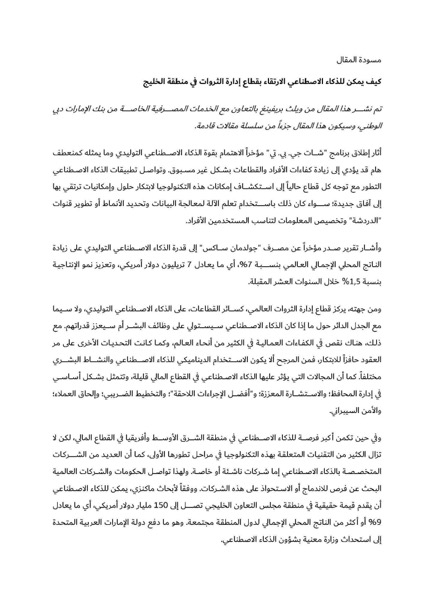 مسودة المقال
كيف يمكن للذكاء الاصطناعي الارتقاء بقطاع إدارة الثروات في منطقة الخليج
تم نشر هذا المقال من ويلث بريفينغ بالتعاون مع الخدمات المصرفية الخاصة من بنك الإمارات دبي
الوطني، وسيكون هذا المقال جزءاً من سلسلة مقالات قادمة.
أثار إطلاق برنامج "شات جي. بي. تي" مؤخراً الاهتمام بقوة الذكاء الاصطناعي التوليدي وما يمثله كمنعطف
هام قد يؤدي إلى زيادة كفاءات الأفراد والقطاعات بشكل غير مسبوق. وتواصل تطبيقات الذكاء الاصطناعي
التطور مع توجه كل قطاع حالياً إلى استكشاف إمكانات هذه التكنولوجيا لابتكار حلول وإمكانيات ترتقي بها
إلى آفاق جديدة؛ سواء كان ذلك باستخدام تعلم الآلة لمعالجة البيانات وتحديد الأنماط أو تطوير قنوات
"الدردشة" وتخصيص المعلومات لتناسب المستخدمين الأفراد.
وأشار تقرير صدر مؤخراً عن مصرف "جولدمان ساكس" إلى قدرة الذكاء الاصطناعي التوليدي على زيادة
الناتج المحلي الإجمالي العالمي بنسبة 7%، أي ما يعادل 7 تريليون دولار أمريكي، وتعزيز نمو الإنتاجية
بنسبة 1,5% خلال السنوات العشر المقبلة.
ومن جهته، يركز قطاع إدارة الثروات العالمي، كسائر القطاعات، على الذكاء الاصطناعي التوليدي، ولا سيما
مع الجدل الدائر حول ما إذا كان الذكاء الاصطناعي سيستولي على وظائف البشر أم سيعزز قدراتهم. مع
ذلك، هناك نقص في الكفاءات العمالية في الكثير من أنحاء العالم، وكما كانت التحديات الأخرى على مر
العقود حافزاً للابتكار، فمن المرجح ألا يكون الاستخدام الديناميكي للذكاء الاصطناعي والنشاط البشري
مختلفاً. كما أن المجالات التي يؤثر عليها الذكاء الاصطناعي في القطاع المالي قليلة، وتتمثل بشكل أساسي
في إدارة المحافظ؛ والاستشارة المعززة؛ و"أفضل الإجراءات اللاحقة"؛ والتخطيط الضريبي؛ وإلحاق العملاء؛
والأمن السيبراني.
وفي حين تكمن أكبر فرصة للذكاء الاصطناعي في منطقة الشرق الأوسط وأفريقيا في القطاع المالي، لكن لا
تزال الكثير من التقنيات المتعلقة بهذه التكنولوجيا في مراحل تطورها الأول، كما أن العديد من الشركات
المتخصصة بالذكاء الاصطناعي إما شركات ناشئة أو خاصة. ولهذا تواصل الحكومات والشركات العالمية
البحث عن فرص للاندماج أو الاستحواذ على هذه الشركات. ووفقاً لأبحاث ماكنزي، يمكن للذكاء الاصطناعي
أن يقدم قيمة حقيقية في منطقة مجلس التعاون الخليجي تصل إلى 150 مليار دولار أمريكي، أي ما يعادل
9% أو أكثر من الناتج المحلي الإجمالي لدول المنطقة مجتمعة. وهو ما دفع دولة الإمارات العربية المتحدة
إلى استحداث وزارة معنية بشؤون الذكاء الاصطناعي.